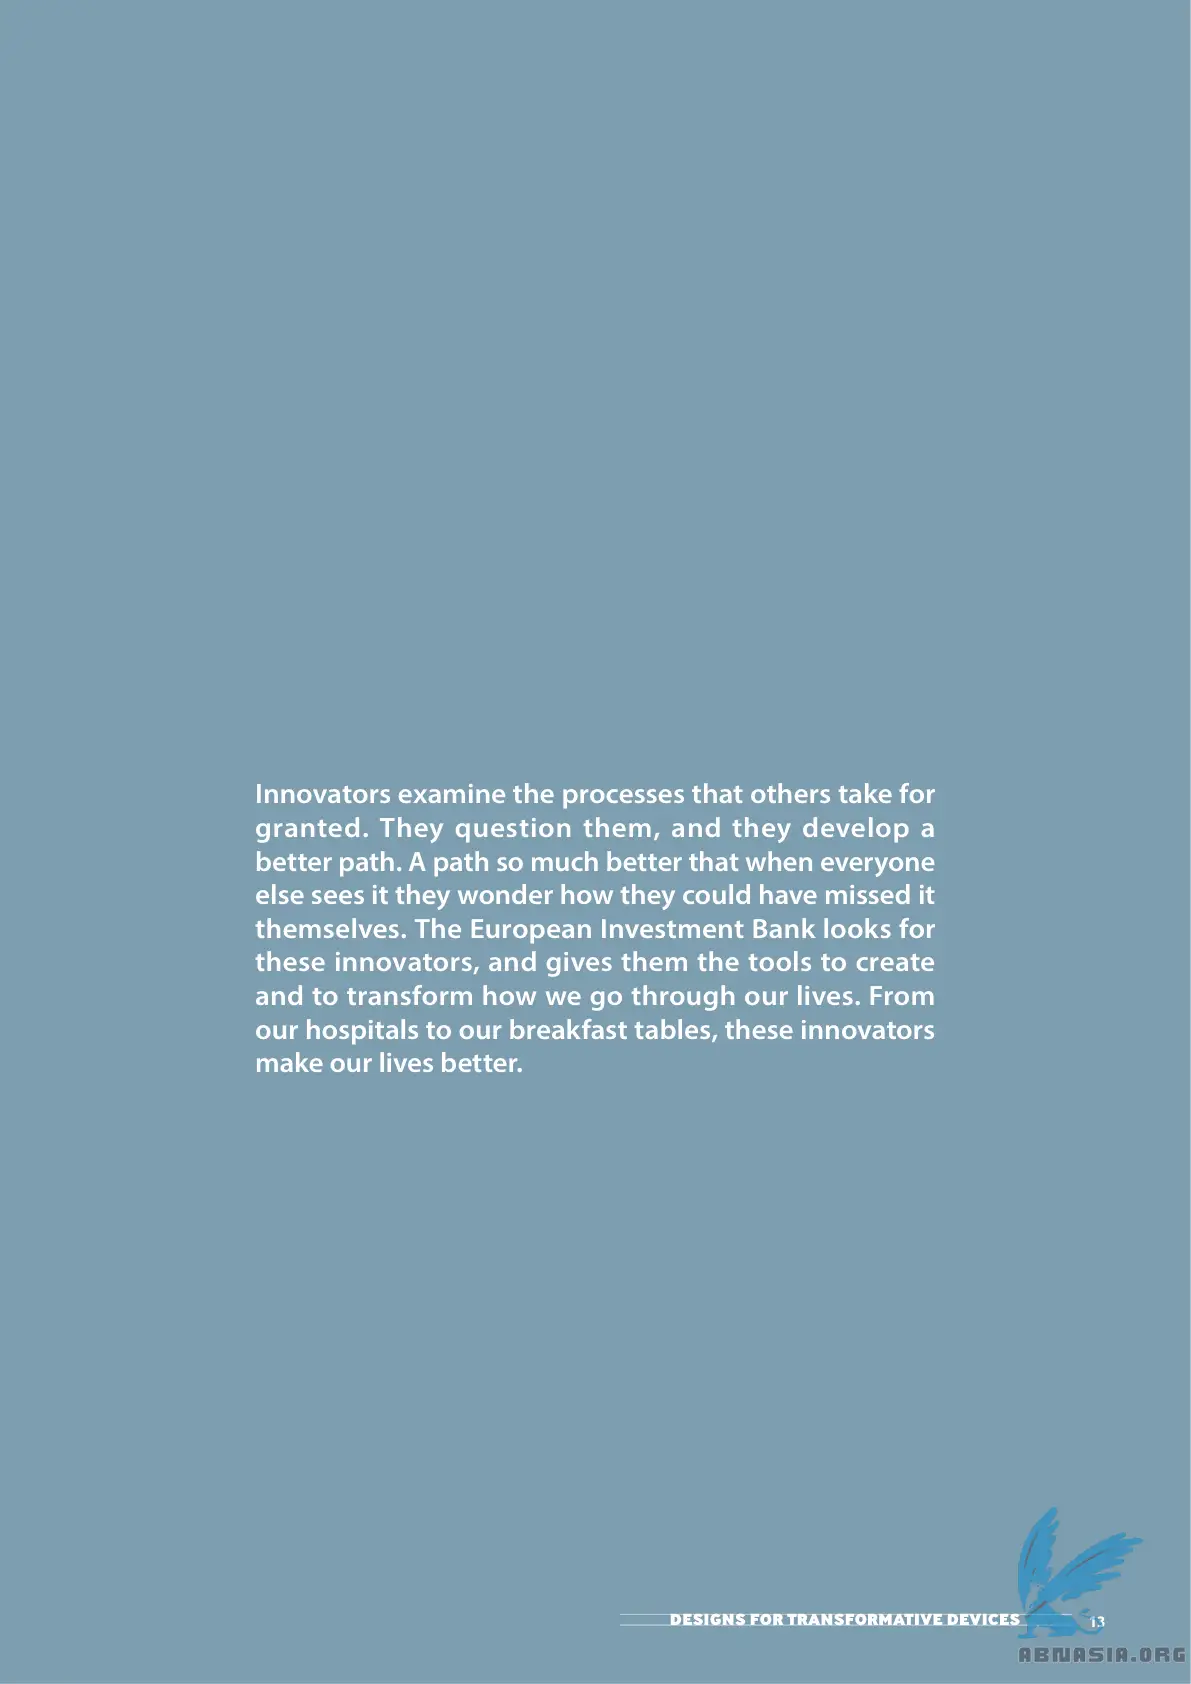 Innovators examine the processes that others take for
granted. They question them, and they develop a
better path. A path so much better that when everyone
else sees it they wonder how they could have missed it
themselves. The European Investment Bank looks for
these innovators, and gives them the tools to create
and to transform how we go through our lives. From
our hospitals to our breakfast tables, these innovators
make our lives better.
DESIGNS FOR TRANSFORMATIVE DEVICES 13
ABNASIA.ORG